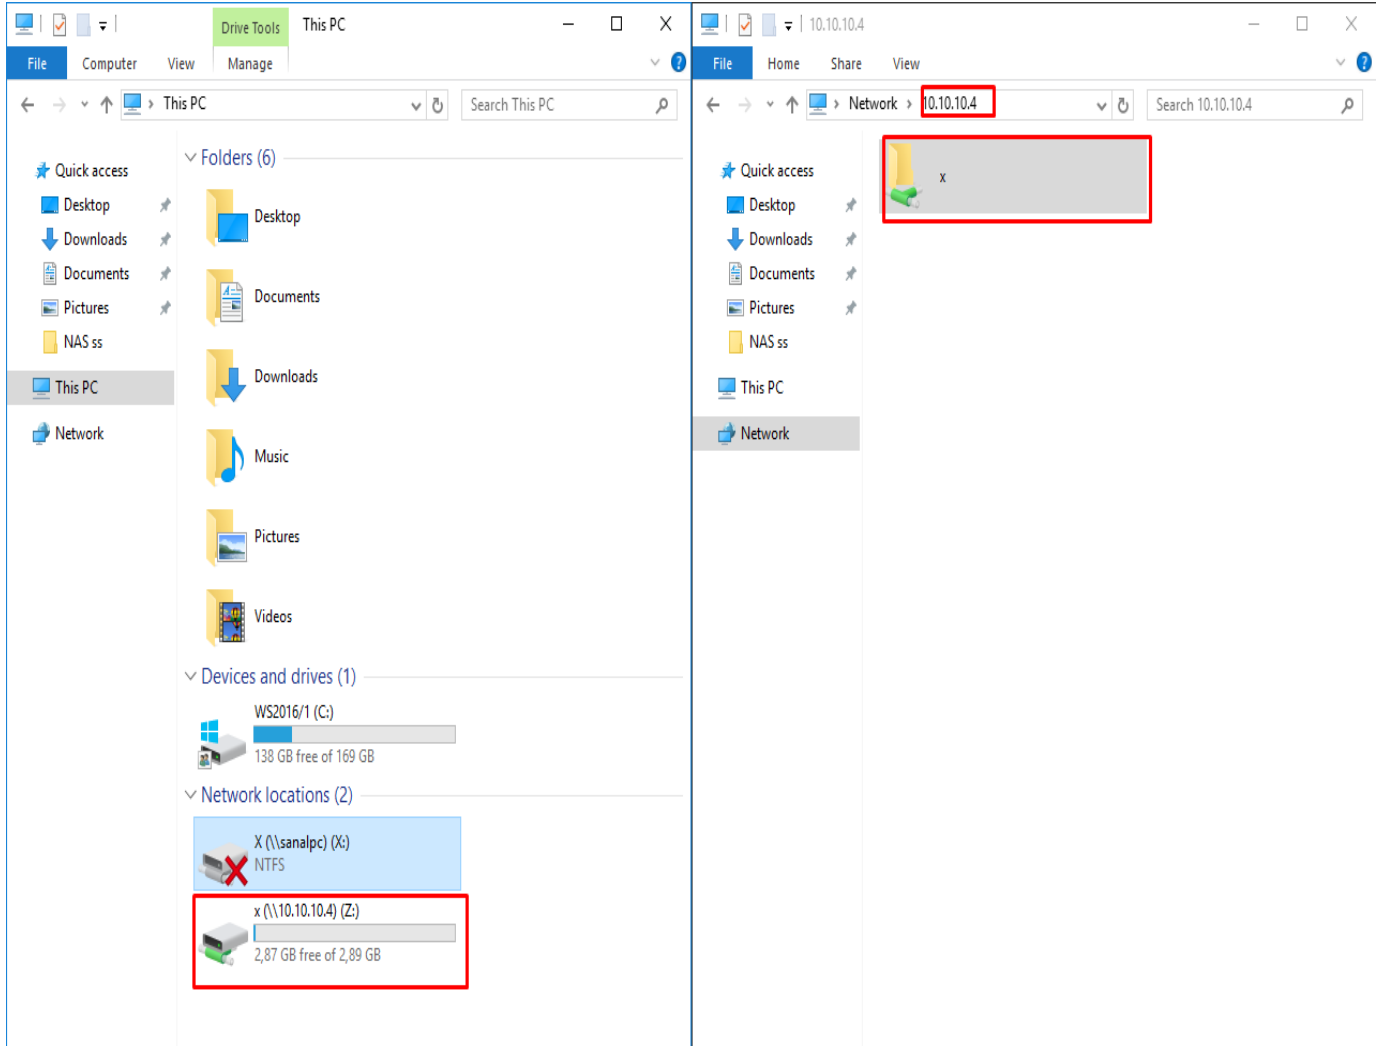 Drive Tools
This PC
File
Computer
View
Manage
This PC
Search This PC
Quick access
Desktop
Downloads
Documents
Pictures
NAS ss
This PC
Network
Folders (6)
Desktop
Documents
Downloads
Music
Pictures
Videos
Devices and drives (1)
WS2016/1 (C:)
138 GB free of 169 GB
Network locations (2)
X (\\sanalpc) (X:)
NTFS
x (\\10.10.10.4) (Z:)
2,87 GB free of 2,89 GB
10.10.10.4
File
Home
Share
View
Network
10.10.10.4
Search 10.10.10.4
Quick access
Desktop
Downloads
Documents
Pictures
NAS ss
This PC
Network
x